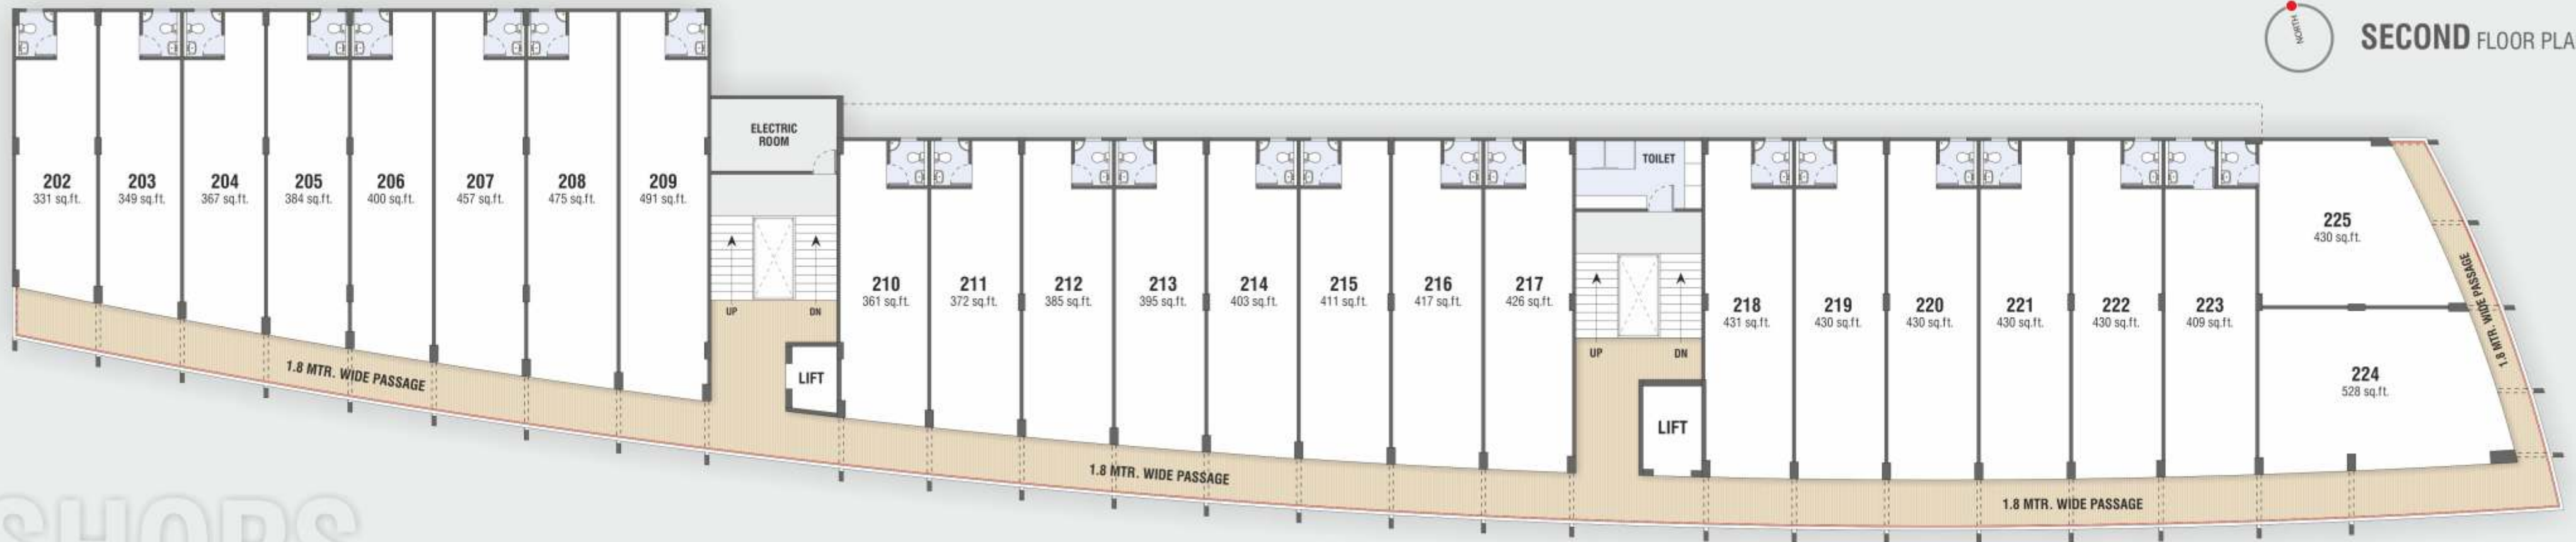 NORTH
SECOND FLOOR PLA
202
331 sq.ft.
203
349 sq.ft.
204
367 sq.ft.
205
384 sq.ft.
206
400 sq.ft.
207
457 sq.ft.
208
475 sq.ft.
209
491 sq.ft.
ELECTRIC
ROOM
UP
DN
LIFT
1.8 MTR. WIDE PASSAGE
210
361 sq.ft.
211
372 sq.ft.
212
385 sq.ft.
213
395 sq.ft.
214
403 sq.ft.
215
411 sq.ft.
216
417 sq.ft.
217
426 sq.ft.
TOILET
UP
DN
LIFT
1.8 MTR. WIDE PASSAGE
218
431 sq.ft.
219
430 sq.ft.
220
430 sq.ft.
221
430 sq.ft.
222
430 sq.ft.
223
409 sq.ft.
225
430 sq.ft.
224
528 sq.ft.
1.8 MTR. WIDE PASSAGE
1.8 MTR. WIDE PASSAGE
SHOPS